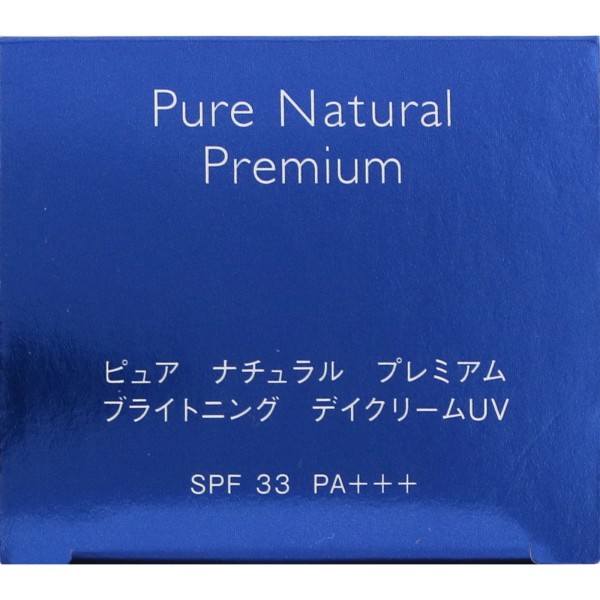 Pure Natural
Premium
ピュア ナチュラル プレミアム
ブライトニング デイクリームUV
SPF 33 PA+++